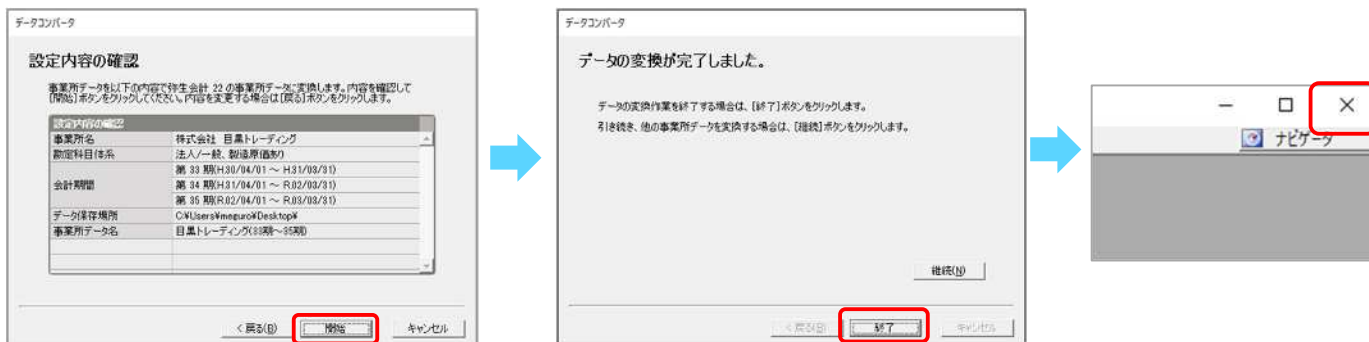 データコンバータ
設定内容の確認
事業所データを以下の内容で弥生会計 22 の事業所データに変換します。内容を確認して
[開始]ボタンをクリックしてください。内容を変更する場合は[戻る]ボタンをクリックします。
設定内容の確認
事業所名 株式会社 目黒トレーディング
勘定科目体系 法人/一般、製造原価あり
会計期間 第 33 期(H.30/04/01 ～ H.31/03/31)
第 34 期(H.31/04/01 ～ R.02/03/31)
第 35 期(R.02/04/01 ～ R.03/03/31)
データ保存場所 C:¥Users¥meguro¥Desktop¥
事業所データ名 目黒トレーディング(33期～35期)
< 戻る(B) 開始 キャンセル
データコンバータ
データの変換が完了しました。
データの変換作業を終了する場合は、[終了]ボタンをクリックします。
引き続き、他の事業所データを変換する場合は、[継続]ボタンをクリックします。
継続(N)
< 戻る(B) 終了 キャンセル
ナビゲータ